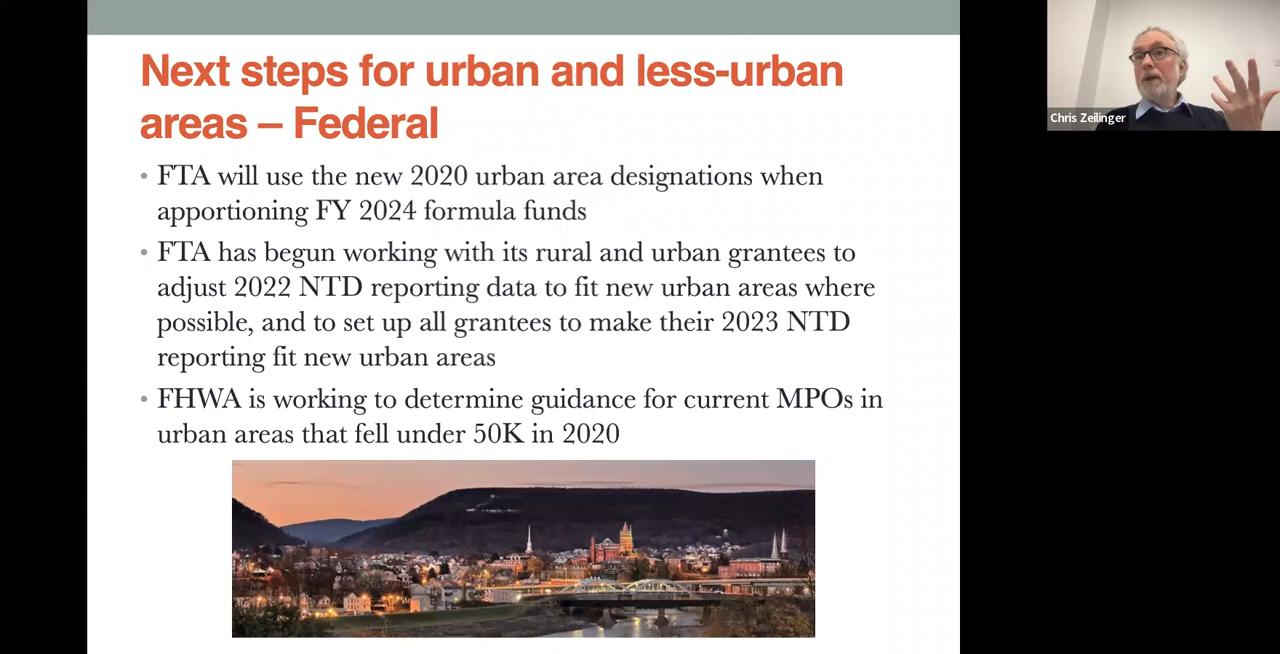 Next steps for urban and less-urban
areas – Federal
• FTA will use the new 2020 urban area designations when
apportioning FY 2024 formula funds
• FTA has begun working with its rural and urban grantees to
adjust 2022 NTD reporting data to fit new urban areas where
possible, and to set up all grantees to make their 2023 NTD
reporting fit new urban areas
• FHWA is working to determine guidance for current MPOs in
urban areas that fell under 50K in 2020
Chris Zeilinger